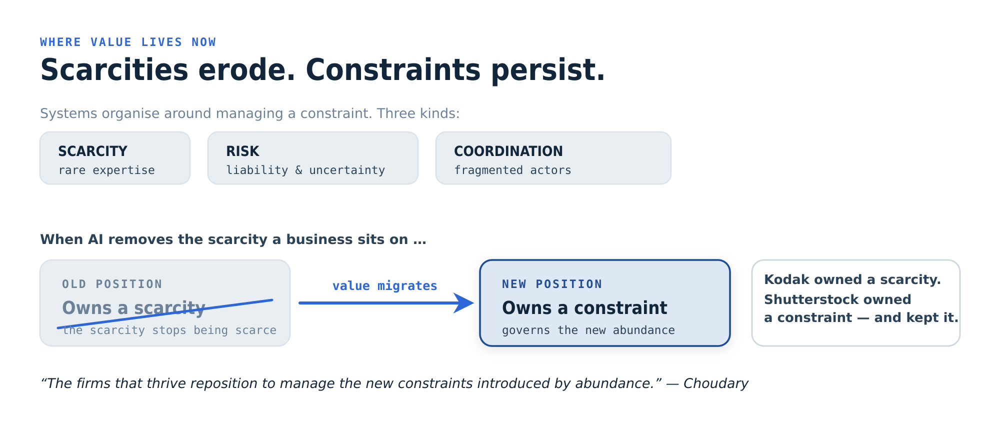 WHERE VALUE LIVES NOW
Scarcities erode. Constraints persist.
Systems organise around managing a constraint. Three kinds:
SCARCITY
rare expertise
RISK
liability & uncertainty
COORDINATION
fragmented actors
When AI removes the scarcity a business sits on …
OLD POSITION
Owns a scarcity
the scarcity stops being scarce
value migrates
NEW POSITION
Owns a constraint
governs the new abundance
Kodak owned a scarcity.
Shutterstock owned
a constraint — and kept it.
“The firms that thrive reposition to manage the new constraints introduced by abundance.” — Choudary